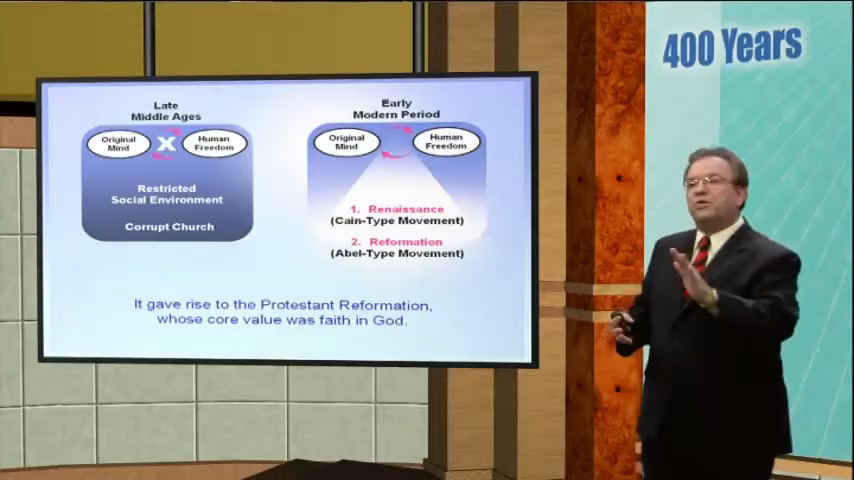 400 Years
Late
Middle Ages
Original
Mind
X
Human
Freedom
Restricted
Social Environment
Corrupt Church
Early
Modern Period
Original
Mind
Human
Freedom
1. Renaissance
(Cain-Type Movement)
2. Reformation
(Abel-Type Movement)
It gave rise to the Protestant Reformation,
whose core value was faith in God.